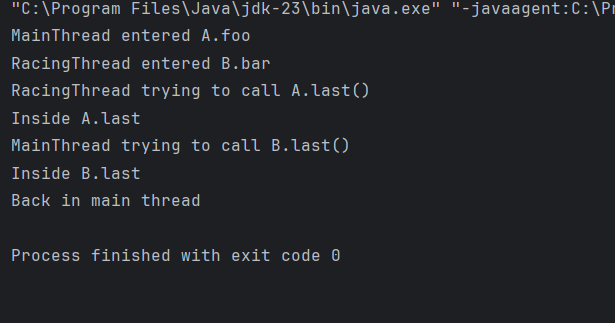 "C:\Program Files\Java\jdk-23\bin\java.exe" "-javaagent:C:\Pr
MainThread entered A.foo
RacingThread entered B.bar
RacingThread trying to call A.last()
Inside A.last
MainThread trying to call B.last()
Inside B.last
Back in main thread
Process finished with exit code 0